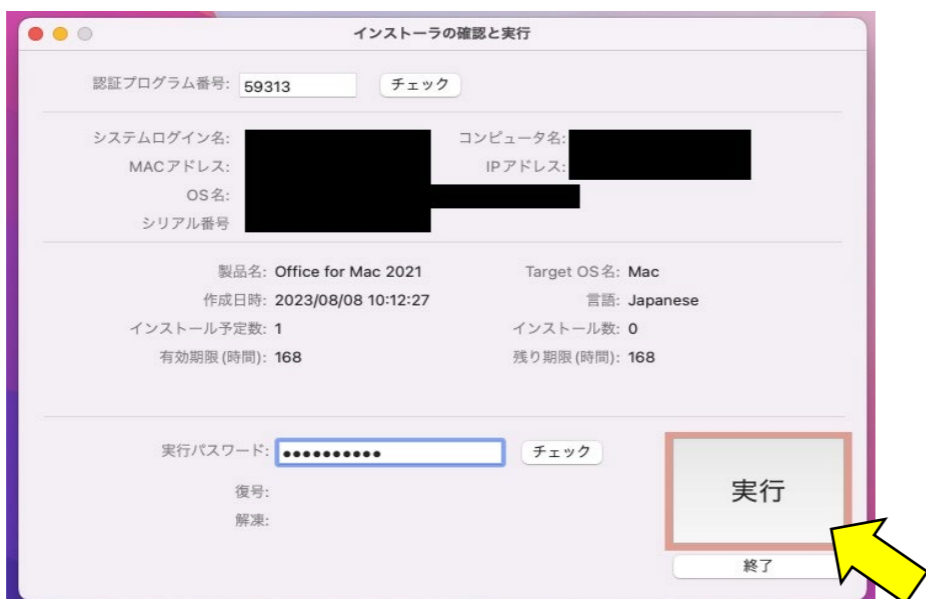 インストーラの確認と実行
認証プログラム番号: 59313 チェック
システムログイン名: コンピュータ名:
MACアドレス: IPアドレス:
OS名:
シリアル番号
製品名: Office for Mac 2021 Target OS名: Mac
作成日時: 2023/08/08 10:12:27 言語: Japanese
インストール予定数: 1 インストール数: 0
有効期限(時間): 168 残り期限(時間): 168
実行パスワード: ●●●●●●●●●● チェック
復号:
解凍:
実行
終了